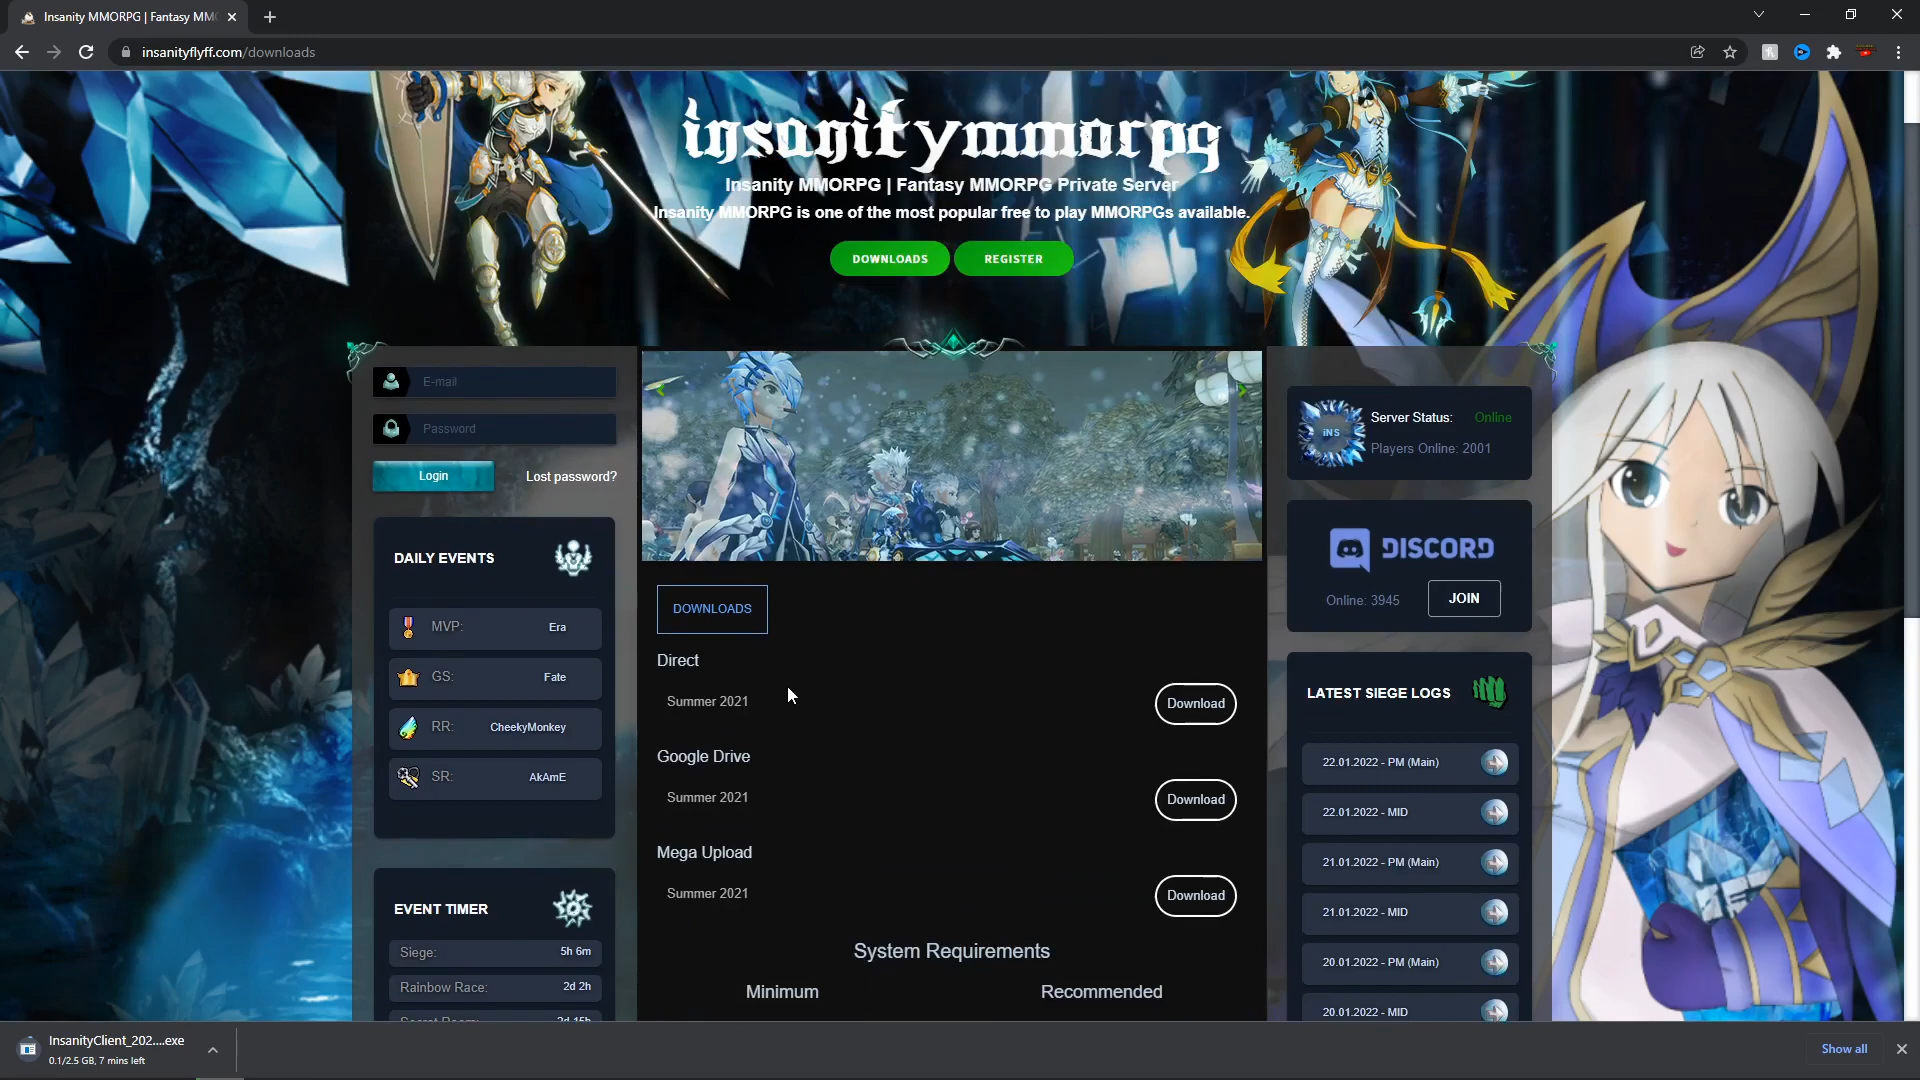 Insanity MMORPG | Fantasy MM
insanityflyff.com/downloads
insanitymmorpg
Insanity MMORPG | Fantasy MMORPG Private Server
Insanity MMORPG is one of the most popular free to play MMORPGs available.
DOWNLOADS
REGISTER
E-mail
Password
Login
Lost password?
DAILY EVENTS
MVP: Era
GS: Fate
RR: CheekyMonkey
SR: AkAmE
EVENT TIMER
Siege: 5h 6m
Rainbow Race: 2d 2h
Secret Room: 2d 15h
DOWNLOADS
Direct
Summer 2021
Download
Google Drive
Summer 2021
Download
Mega Upload
Summer 2021
Download
System Requirements
Minimum
Recommended
iNS
Server Status: Online
Players Online: 2001
DISCORD
Online: 3945
JOIN
LATEST SIEGE LOGS
22.01.2022 - PM (Main)
22.01.2022 - MID
21.01.2022 - PM (Main)
21.01.2022 - MID
20.01.2022 - PM (Main)
20.01.2022 - MID
InsanityClient_202....exe
0.1/2.5 GB, 7 mins left
Show all